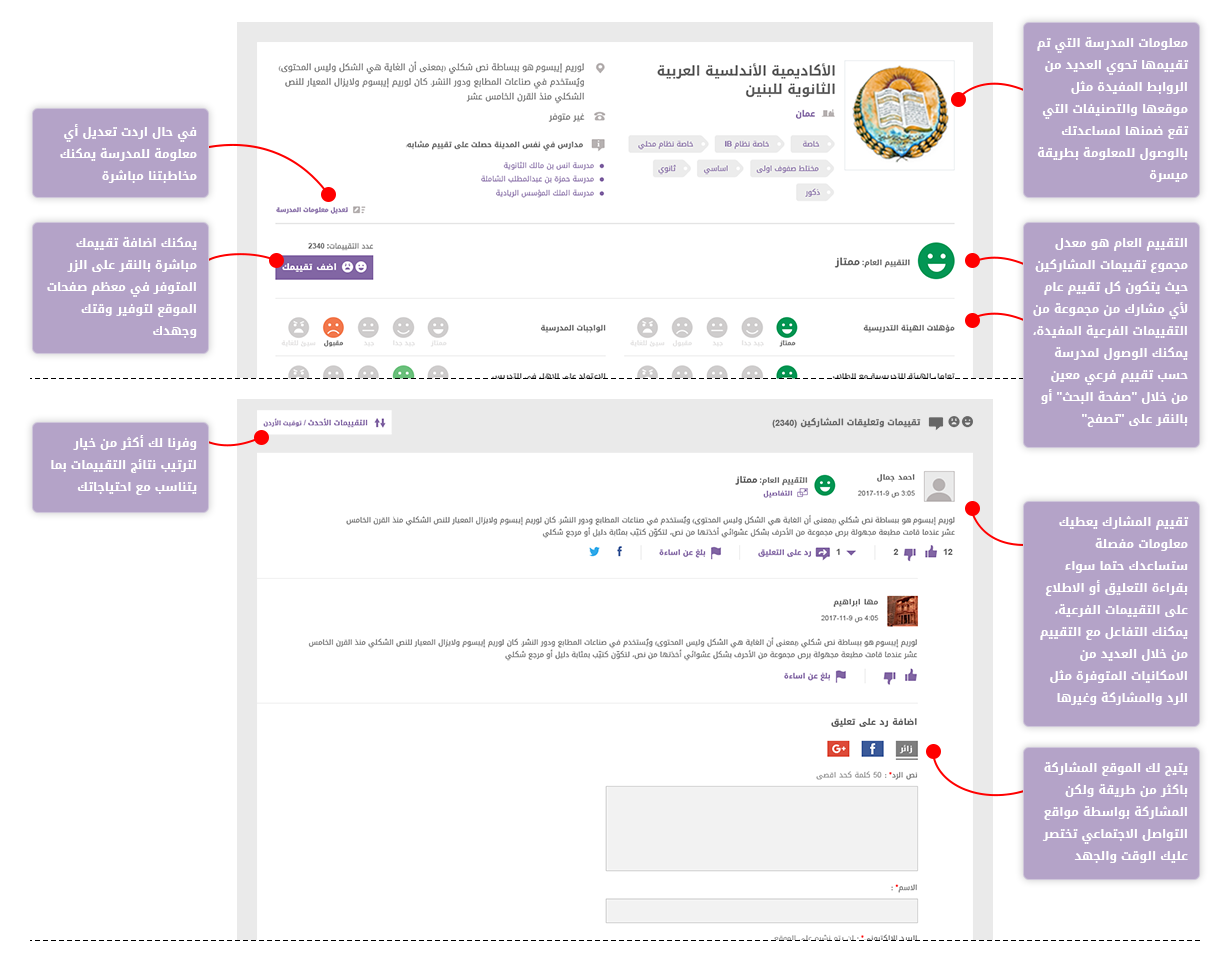 معلومات المدرسة التي تم
تقييمها تحوي العديد من
الروابط المفيدة مثل
موقعها والتصنيفات التي
تقع ضمنها لمساعدتك
بالوصول للمعلومة بطريقة
ميسرة
الأكاديمية الأندلسية العربية
الثانوية للبنين
عمان
خاصة
خاصة نظام IB
خاصة نظام محلي
مختلط صفوف اولى
اساسي
ثانوي
ذكور
لوريم إيبسوم هو ببساطة نص شكلي (بمعنى أن الغاية هي الشكل وليس المحتوى)
ويُستخدم في صناعات المطابع ودور النشر. كان لوريم إيبسوم ولايزال المعيار للنص
الشكلي منذ القرن الخامس عشر
غير متوفر
مدارس في نفس المدينة حصلت على تقييم مشابه.
مدرسة انس بن مالك الثانوية
مدرسة حمزة بن عبدالمطلب الشاملة
مدرسة الملك المؤسس الريادية
تعديل معلومات المدرسة
في حال اردت تعديل أي
معلومة للمدرسة يمكنك
مخاطبتنا مباشرة
التقييم العام هو معدل
مجموع تقييمات المشاركين
حيث يتكون كل تقييم عام
لأي مشارك من مجموعة من
التقييمات الفرعية المفيدة.
يمكنك الوصول لمدرسة
حسب تقييم فرعي معين
من خلال "صفحة البحث" أو
بالنقر على "تصفح"
التقييم العام: ممتاز
عدد التقييمات: 2340
اضف تقييمك
يمكنك اضافة تقييمك
مباشرة بالنقر على الزر
المتوفر في معظم صفحات
الموقع لتوفير وقتك
وجهدك
مؤهلات الهيئة التدريسية
ممتاز
جيد جدا
جيد
مقبول
سيئ للغاية
الواجبات المدرسية
ممتاز
جيد جدا
جيد
مقبول
سيئ للغاية
تعامل الهيئة التدريسية مع الطلاب
الاعتماد على الاهل في التدريس
تقييمات وتعليقات المشاركين (2340)
التقييمات الأحدث / توقيت الأردن
وفرنا لك أكثر من خيار
لترتيب نتائج التقييمات بما
يتناسب مع احتياجاتك
احمد جمال
3:05 ص 9-11-2017
التقييم العام: ممتاز
التفاصيل
لوريم إيبسوم هو ببساطة نص شكلي (بمعنى أن الغاية هي الشكل وليس المحتوى) ويُستخدم في صناعات المطابع ودور النشر. كان لوريم إيبسوم ولايزال المعيار للنص الشكلي منذ القرن الخامس
عشر عندما قامت مطبعة مجهولة برص مجموعة من الأحرف بشكل عشوائي أخذتها من نص، لتكوّن كتيّب بمثابة دليل أو مرجع شكلي
12
2
1
رد على التعليق
بلغ عن اساءة
f
تقييم المشارك يعطيك
معلومات مفصلة
ستساعدك حتما سواء
بقراءة التعليق أو الاطلاع
على التقييمات الفرعية.
يمكنك التفاعل مع التقييم
من خلال العديد من
الامكانيات المتوفرة مثل
الرد والمشاركة وغيرها
مها ابراهيم
4:05 ص 9-11-2017
لوريم إيبسوم هو ببساطة نص شكلي (بمعنى أن الغاية هي الشكل وليس المحتوى) ويُستخدم في صناعات المطابع ودور النشر. كان لوريم إيبسوم ولايزال المعيار للنص الشكلي منذ القرن الخامس
عشر عندما قامت مطبعة مجهولة برص مجموعة من الأحرف بشكل عشوائي أخذتها من نص، لتكوّن كتيّب بمثابة دليل أو مرجع شكلي
بلغ عن اساءة
اضافة رد على تعليق
زائر
f
G+
نص الرد* : 50 كلمة كحد اقصى
الاسم* :
يتيح لك الموقع المشاركة
باكثر من طريقة ولكن
المشاركة بواسطة مواقع
التواصل الاجتماعي تختصر
عليك الوقت والجهد
البريد الالكتروني* : لن يتم نشره على الموقع